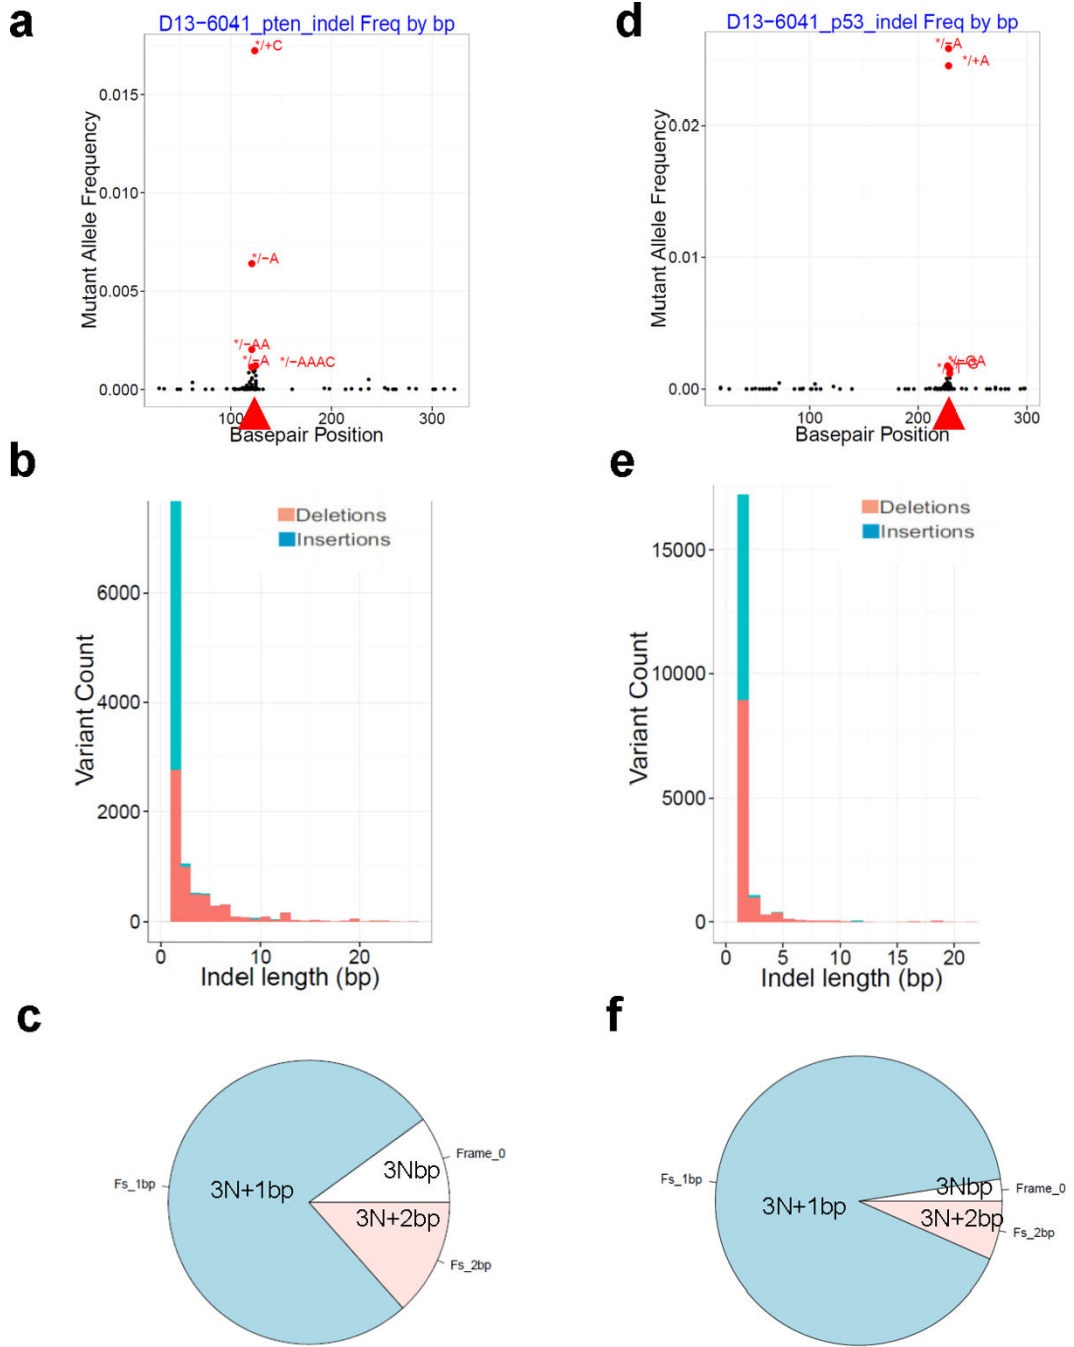 a
D13−6041_pten_indel Freq by bp
*/+C
0.015
0.010
*/−A
0.005
*/−AA
*/−A
*/−AAAC
0.000
Mutant Allele Frequency
100
200
300
Basepair Position
d
D13−6041_p53_indel Freq by bp
*/−A
*/+A
0.02
0.01
0.00
Mutant Allele Frequency
100
200
300
Basepair Position
b
Deletions
Insertions
6000
4000
2000
0
Variant Count
0
10
20
Indel length (bp)
e
Deletions
Insertions
15000
10000
5000
0
Variant Count
0
5
10
15
20
Indel length (bp)
c
Fs_1bp
3N+1bp
3Nbp
Frame_0
3N+2bp
Fs_2bp
f
Fs_1bp
3N+1bp
3Nbp
Frame_0
3N+2bp
Fs_2bp